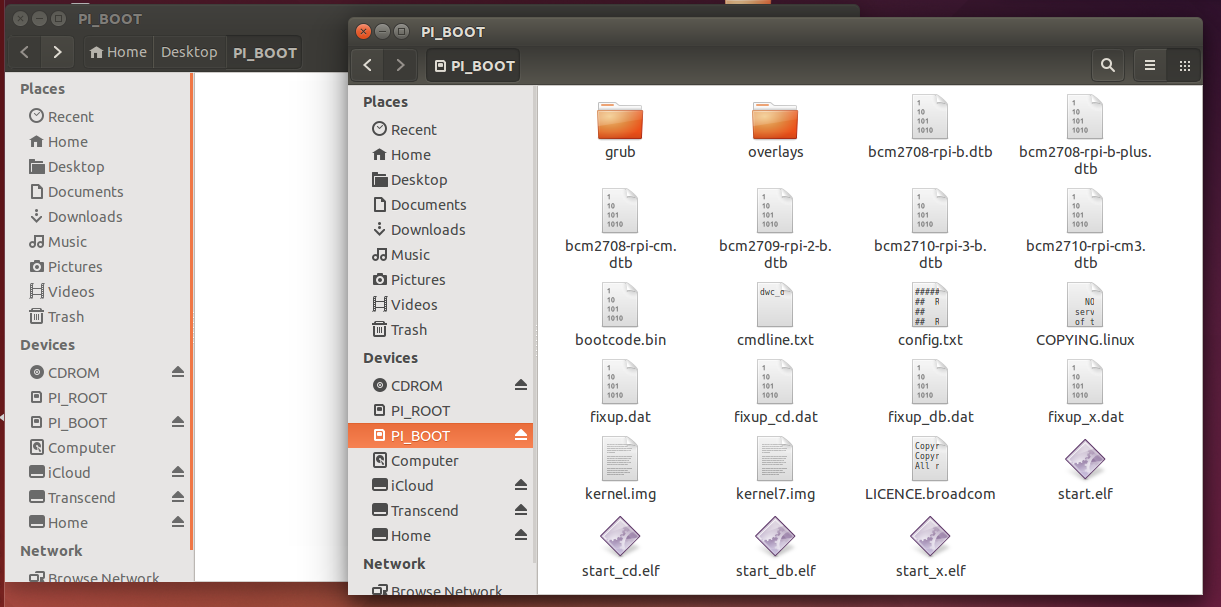 PI_BOOT
Home
Desktop
PI_BOOT
Places
Recent
Home
Desktop
Documents
Downloads
Music
Pictures
Videos
Trash
Devices
CDROM
PI_ROOT
PI_BOOT
Computer
iCloud
Transcend
Home
Network
Browse Network
PI_BOOT
PI_BOOT
Places
Recent
Home
Desktop
Documents
Downloads
Music
Pictures
Videos
Trash
Devices
CDROM
PI_ROOT
PI_BOOT
Computer
iCloud
Transcend
Home
Network
Browse Network
grub
overlays
1
10
101
1010
bcm2708-rpi-b.dtb
1
10
101
1010
bcm2708-rpi-b-plus.
dtb
1
10
101
1010
bcm2708-rpi-cm.
dtb
1
10
101
1010
bcm2709-rpi-2-b.
dtb
1
10
101
1010
bcm2710-rpi-3-b.
dtb
1
10
101
1010
bcm2710-rpi-cm3.
dtb
1
10
101
1010
bootcode.bin
dwc_o
cmdline.txt
#####
## R
##
## R
config.txt
NO
serv
of t
COPYING.linux
1
10
101
1010
fixup.dat
1
10
101
1010
fixup_cd.dat
1
10
101
1010
fixup_db.dat
1
10
101
1010
fixup_x.dat
kernel.img
kernel7.img
Copyr
Copyr
All r
LICENCE.broadcom
start.elf
start_cd.elf
start_db.elf
start_x.elf